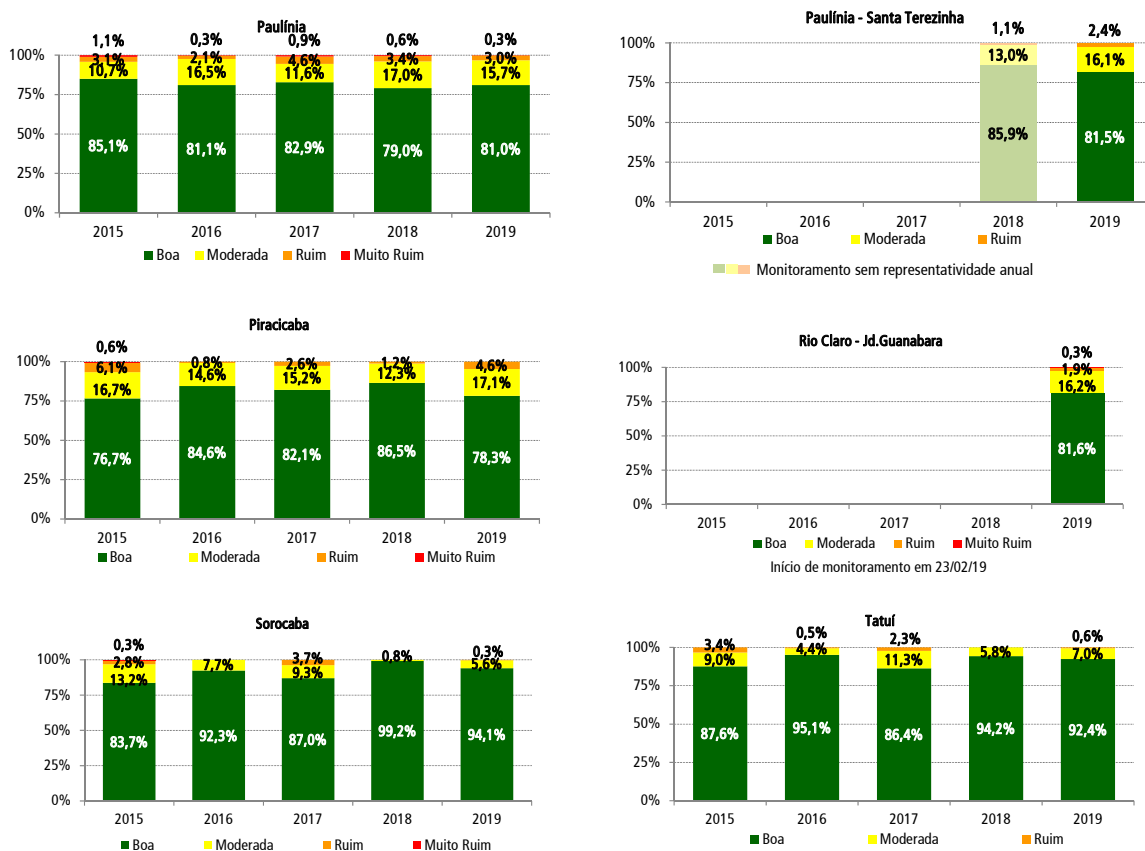 Paulínia
1,1% 0,3% 0,9% 0,6% 0,3%
100%
3,1% 2,1% 4,6% 3,4% 3,0%
10,7% 16,5% 11,6% 17,0% 15,7%
75%
50%
85,1% 81,1% 82,9% 79,0% 81,0%
25%
0%
2015 2016 2017 2018 2019
Boa Moderada Ruim Muito Ruim
Paulínia - Santa Terezinha
1,1% 2,4%
100%
13,0% 16,1%
75%
50%
85,9% 81,5%
25%
0%
2015 2016 2017 2018 2019
Boa Moderada Ruim
Monitoramento sem representatividade anual
Piracicaba
0,6%
100%
6,1% 0,8% 2,6% 1,2% 4,6%
16,7% 14,6% 15,2% 12,3% 17,1%
75%
50%
76,7% 84,6% 82,1% 86,5% 78,3%
25%
0%
2015 2016 2017 2018 2019
Boa Moderada Ruim Muito Ruim
Rio Claro - Jd.Guanabara
0,3%
100%
1,9%
16,2%
75%
50%
81,6%
25%
0%
2015 2016 2017 2018 2019
Boa Moderada Ruim Muito Ruim
Início de monitoramento em 23/02/19
Sorocaba
0,3% 3,7% 0,8% 0,3%
100%
2,8% 7,7% 9,3% 5,6%
13,2%
75%
50%
83,7% 92,3% 87,0% 99,2% 94,1%
25%
0%
2015 2016 2017 2018 2019
Boa Moderada Ruim Muito Ruim
Tatuí
3,4% 0,5% 2,3% 0,6%
100%
9,0% 4,4% 11,3% 5,8% 7,0%
75%
50%
87,6% 95,1% 86,4% 94,2% 92,4%
25%
0%
2015 2016 2017 2018 2019
Boa Moderada Ruim